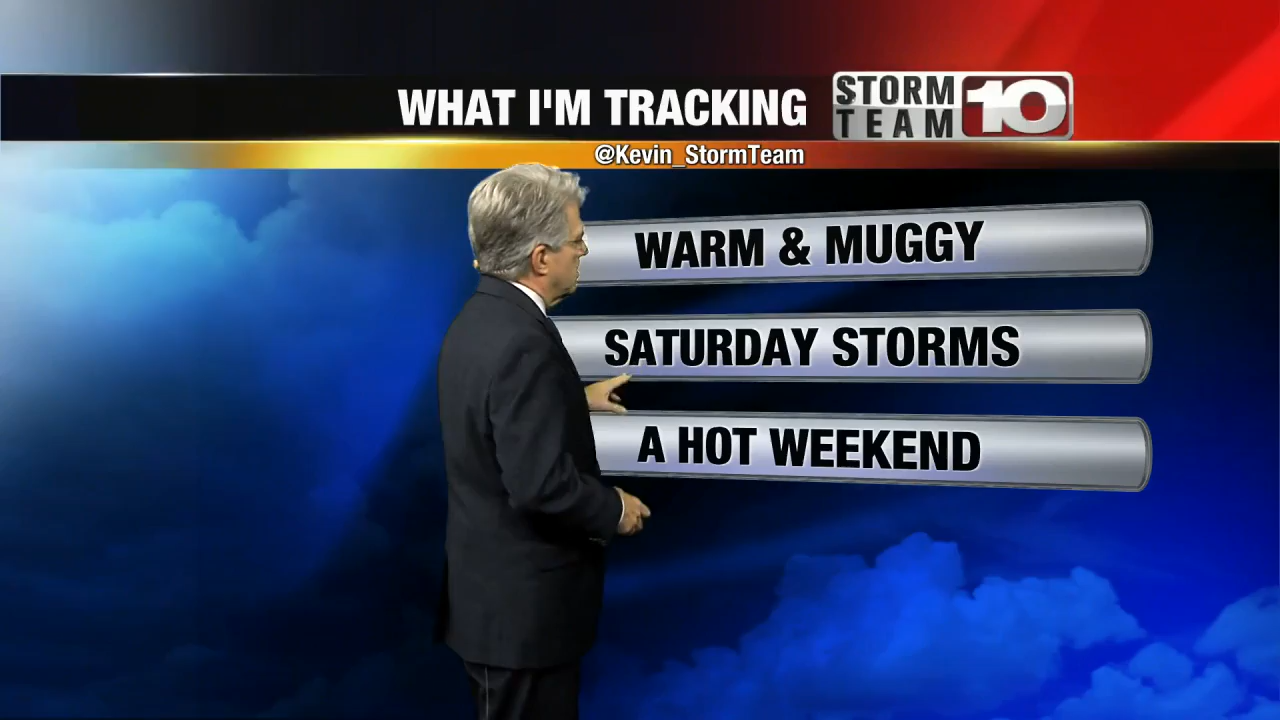 WHAT I'M TRACKING
STORM
TEAM
10
@Kevin_StormTeam
WARM & MUGGY
SATURDAY STORMS
A HOT WEEKEND